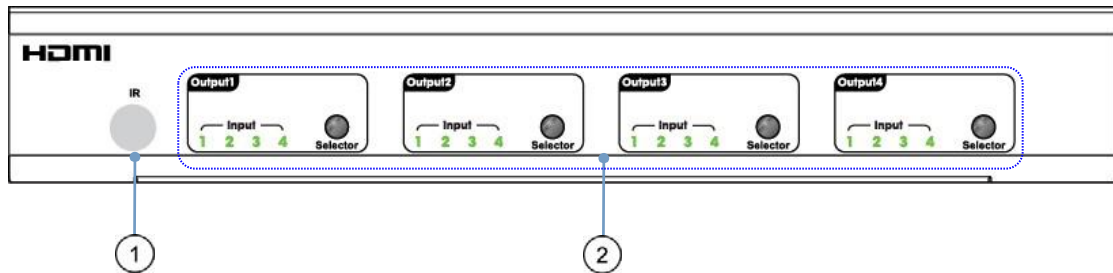 HDMI
IR
Output1
Input
1 2 3 4
Selector
Output2
Input
1 2 3 4
Selector
Output3
Input
1 2 3 4
Selector
Output4
Input
1 2 3 4
Selector
1
2